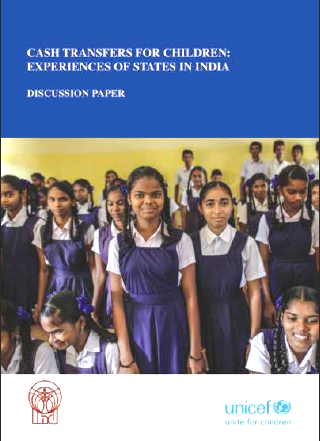 CASH TRANSFERS FOR CHILDREN:
EXPERIENCES OF STATES IN INDIA
DISCUSSION PAPER
unicef
unite for children